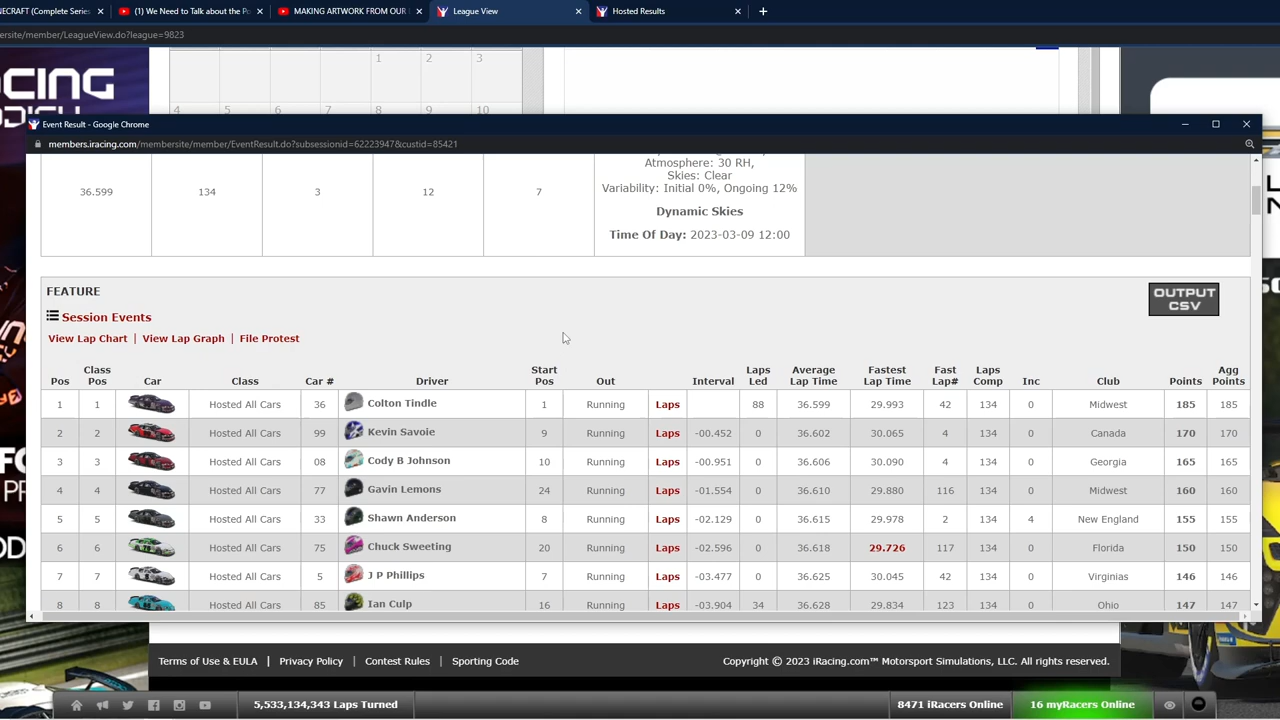 NECRAFT (Complete Series
(1) We Need to Talk about the Po
MAKING ARTWORK FROM OUR
League View
Hosted Results
ersite/member/LeagueView.do?league=9823
1 2 3
4 5 6 7 8 9 10
Event Result - Google Chrome
members.iracing.com/membersite/member/EventResult.do?subsessionid=62223947&custid=85421
Atmosphere: 30 RH,
Skies: Clear
Variability: Initial 0%, Ongoing 12%
36.599 134 3 12 7
Dynamic Skies
Time Of Day: 2023-03-09 12:00
FEATURE
OUTPUT
CSV
Session Events
View Lap Chart | View Lap Graph | File Protest
Pos Class Pos Car Class Car # Driver Start Pos Out Interval Laps Led Average Lap Time Fastest Lap Time Fast Lap# Laps Comp Inc Club Points Agg Points
1 1 Hosted All Cars 36 Colton Tindle 1 Running Laps 88 36.599 29.993 42 134 0 Midwest 185 185
2 2 Hosted All Cars 99 Kevin Savoie 9 Running Laps -00.452 0 36.602 30.065 4 134 0 Canada 170 170
3 3 Hosted All Cars 08 Cody B Johnson 10 Running Laps -00.951 0 36.606 30.090 4 134 0 Georgia 165 165
4 4 Hosted All Cars 77 Gavin Lemons 24 Running Laps -01.554 0 36.610 29.880 116 134 0 Midwest 160 160
5 5 Hosted All Cars 33 Shawn Anderson 8 Running Laps -02.129 0 36.615 29.978 2 134 4 New England 155 155
6 6 Hosted All Cars 75 Chuck Sweeting 20 Running Laps -02.596 0 36.618 29.726 117 134 0 Florida 150 150
7 7 Hosted All Cars 5 J P Phillips 7 Running Laps -03.477 0 36.625 30.045 42 134 0 Virginias 146 146
8 8 Hosted All Cars 85 Ian Culp 16 Running Laps -03.904 34 36.628 29.834 123 134 0 Ohio 147 147
Terms of Use & EULA | Privacy Policy | Contest Rules | Sporting Code
Copyright © 2023 iRacing.com™ Motorsport Simulations, LLC. All rights reserved.
5,533,134,343 Laps Turned
8471 iRacers Online
16 myRacers Online